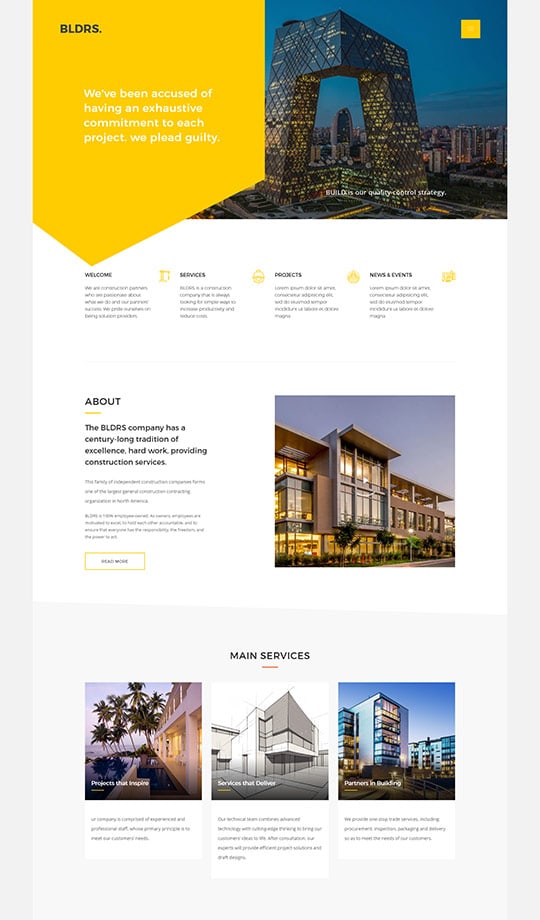 BLDRS.
We've been accused of
having an exhaustive
commitment to each
project. we plead guilty.
BUILD is our quality control strategy.
WELCOME
We are construction partners
who are passionate about
what we do and our partners'
success. We pride ourselves on
being solution providers.
SERVICES
BLDRS is a construction
company that is always
looking for simple ways to
increase productivity and
reduce costs.
PROJECTS
Lorem ipsum dolor sit amet,
consectetur adipiscing elit,
sed do eiusmod tempor
incididunt ut labore et dolore
magna
NEWS & EVENTS
Lorem ipsum dolor sit amet,
consectetur adipiscing elit,
sed do eiusmod tempor
incididunt ut labore et dolore
magna
ABOUT
The BLDRS company has a
century-long tradition of
excellence, hard work, providing
construction services.
This family of independent construction companies forms
one of the largest general construction contracting
organization in North America.
BLDRS is 100% employee-owned. As owners, employees are
motivated to excel, to hold each other accountable, and to
ensure that everyone has the responsibility, the freedom, and
the power to act.
READ MORE
MAIN SERVICES
Projects that Inspire
ur company is comprised of experienced and
professional staff, whose primary principle is to
meet our customers' needs.
Services that Deliver
Our technical team combines advanced
technology with cutting-edge thinking to bring our
customers' ideas to life. After consultation, our
experts will provide efficient project solutions and
draft designs.
Partners in Building
We provide one stop trade services, including
procurement, inspection, packaging and delivery
so as to meet the needs of our customers.